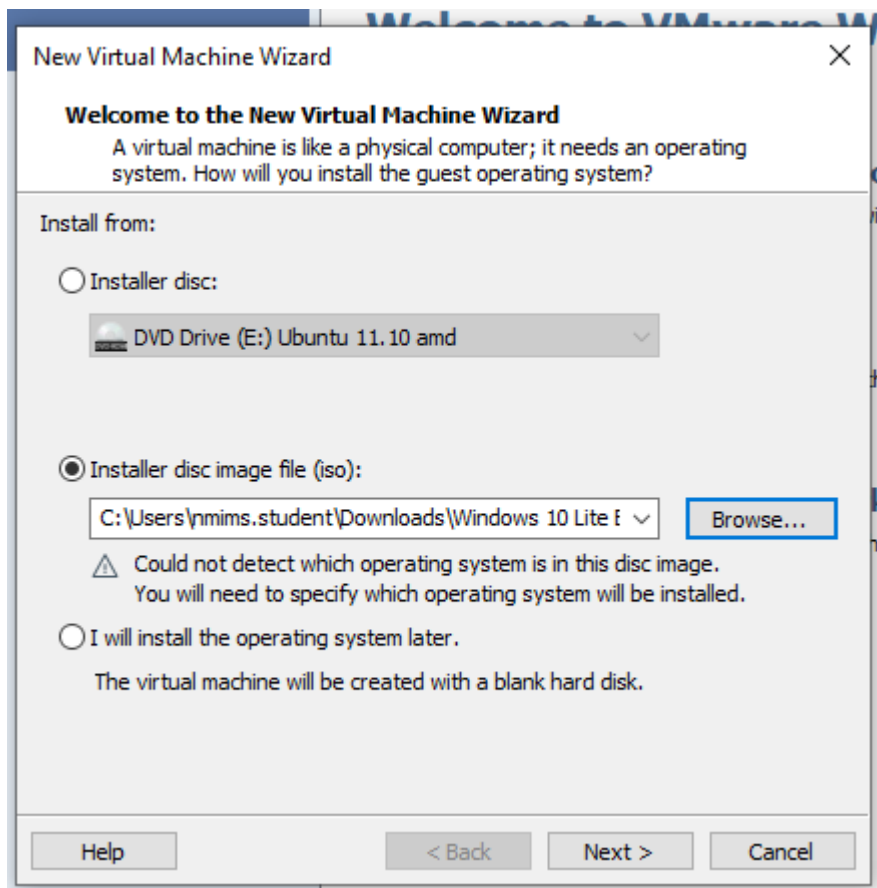 Welcome to VMware W
New Virtual Machine Wizard
Welcome to the New Virtual Machine Wizard
A virtual machine is like a physical computer; it needs an operating
system. How will you install the guest operating system?
Install from:
Installer disc:
DVD Drive (E:) Ubuntu 11.10 amd
Installer disc image file (iso):
C:\Users\nmims.student\Downloads\Windows 10 Lite E
Browse...
Could not detect which operating system is in this disc image.
You will need to specify which operating system will be installed.
I will install the operating system later.
The virtual machine will be created with a blank hard disk.
Help
< Back
Next >
Cancel